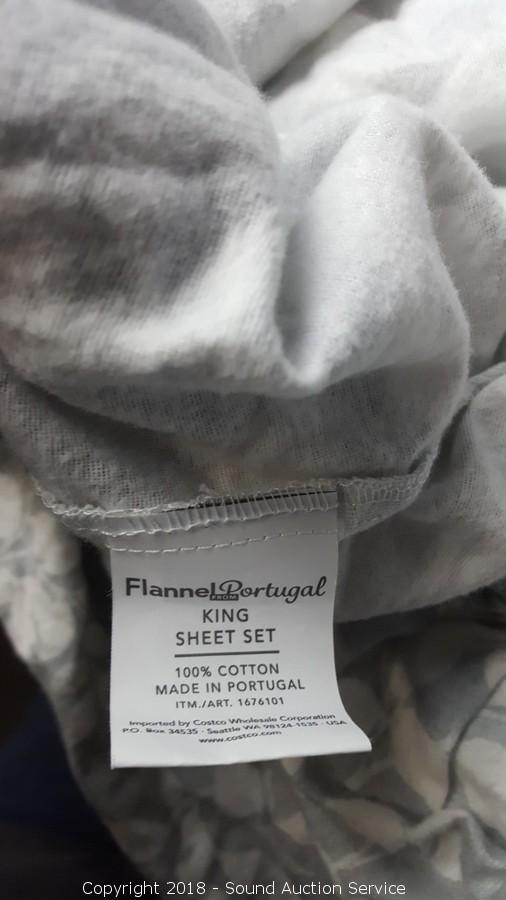 Flannel FROM Portugal
KING
SHEET SET
100% COTTON
MADE IN PORTUGAL
ITM./ART. 1676101
Imported by Costco Wholesale Corporation
P.O. Box 34535 · Seattle WA 98124-1535 · USA
www.costco.com
Copyright 2018 - Sound Auction Service